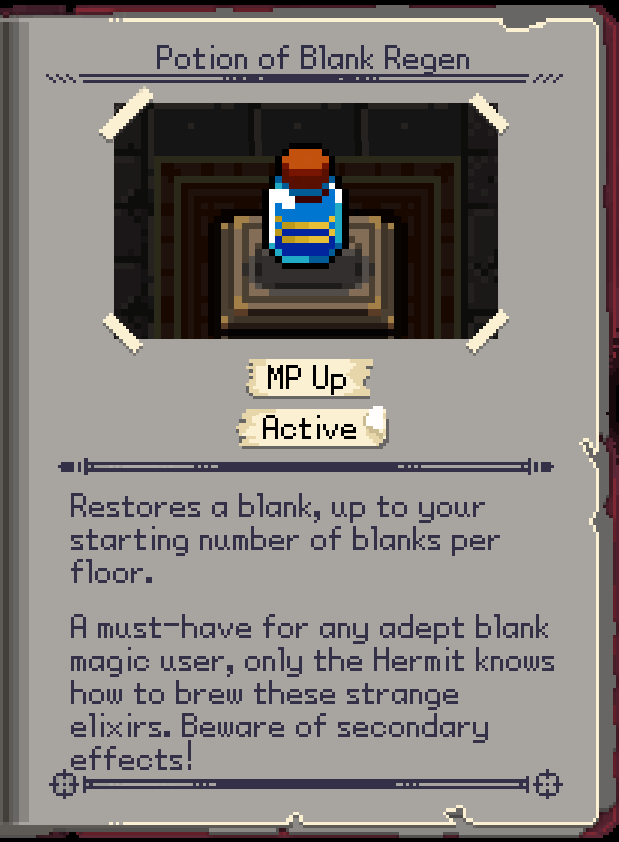 Potion of Blank Regen
MP Up
Active
Restores a blank, up to your
starting number of blanks per
floor.
A must-have for any adept blank
magic user, only the Hermit knows
how to brew these strange
elixirs. Beware of secondary
effects!